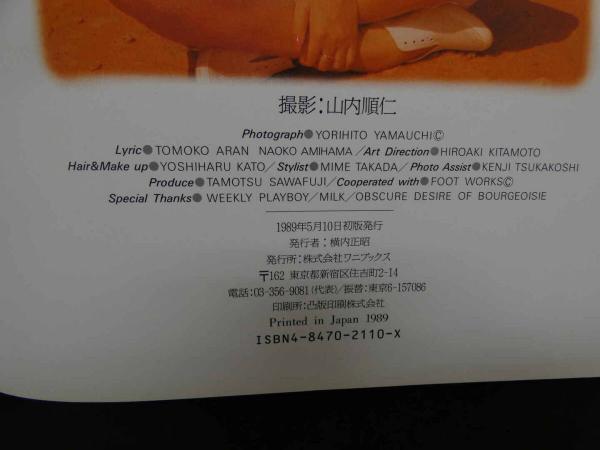 撮影:山内順仁
Photograph●YORIHITO YAMAUCHI©
Lyric●TOMOKO ARAN NAOKO AMIHAMA/Art Direction●HIROAKI KITAMOTO
Hair&Make up●YOSHIHARU KATO/Stylist●MIME TAKADA/Photo Assist●KENJI TSUKAKOSHI
Produce●TAMOTSU SAWAFUJI/Cooperated with●FOOT WORKS©
Special Thanks●WEEKLY PLAYBOY/MILK/OBSCURE DESIRE OF BOURGEOISIE
1989年5月10日初版発行
発行者:横内正昭
発行所:株式会社ワニブックス
〒162 東京都新宿区住吉町2-14
電話:03-356-9081(代表)/振替:東京6-157086
印刷所:凸版印刷株式会社
Printed in Japan 1989
ISBN4-8470-2110-X